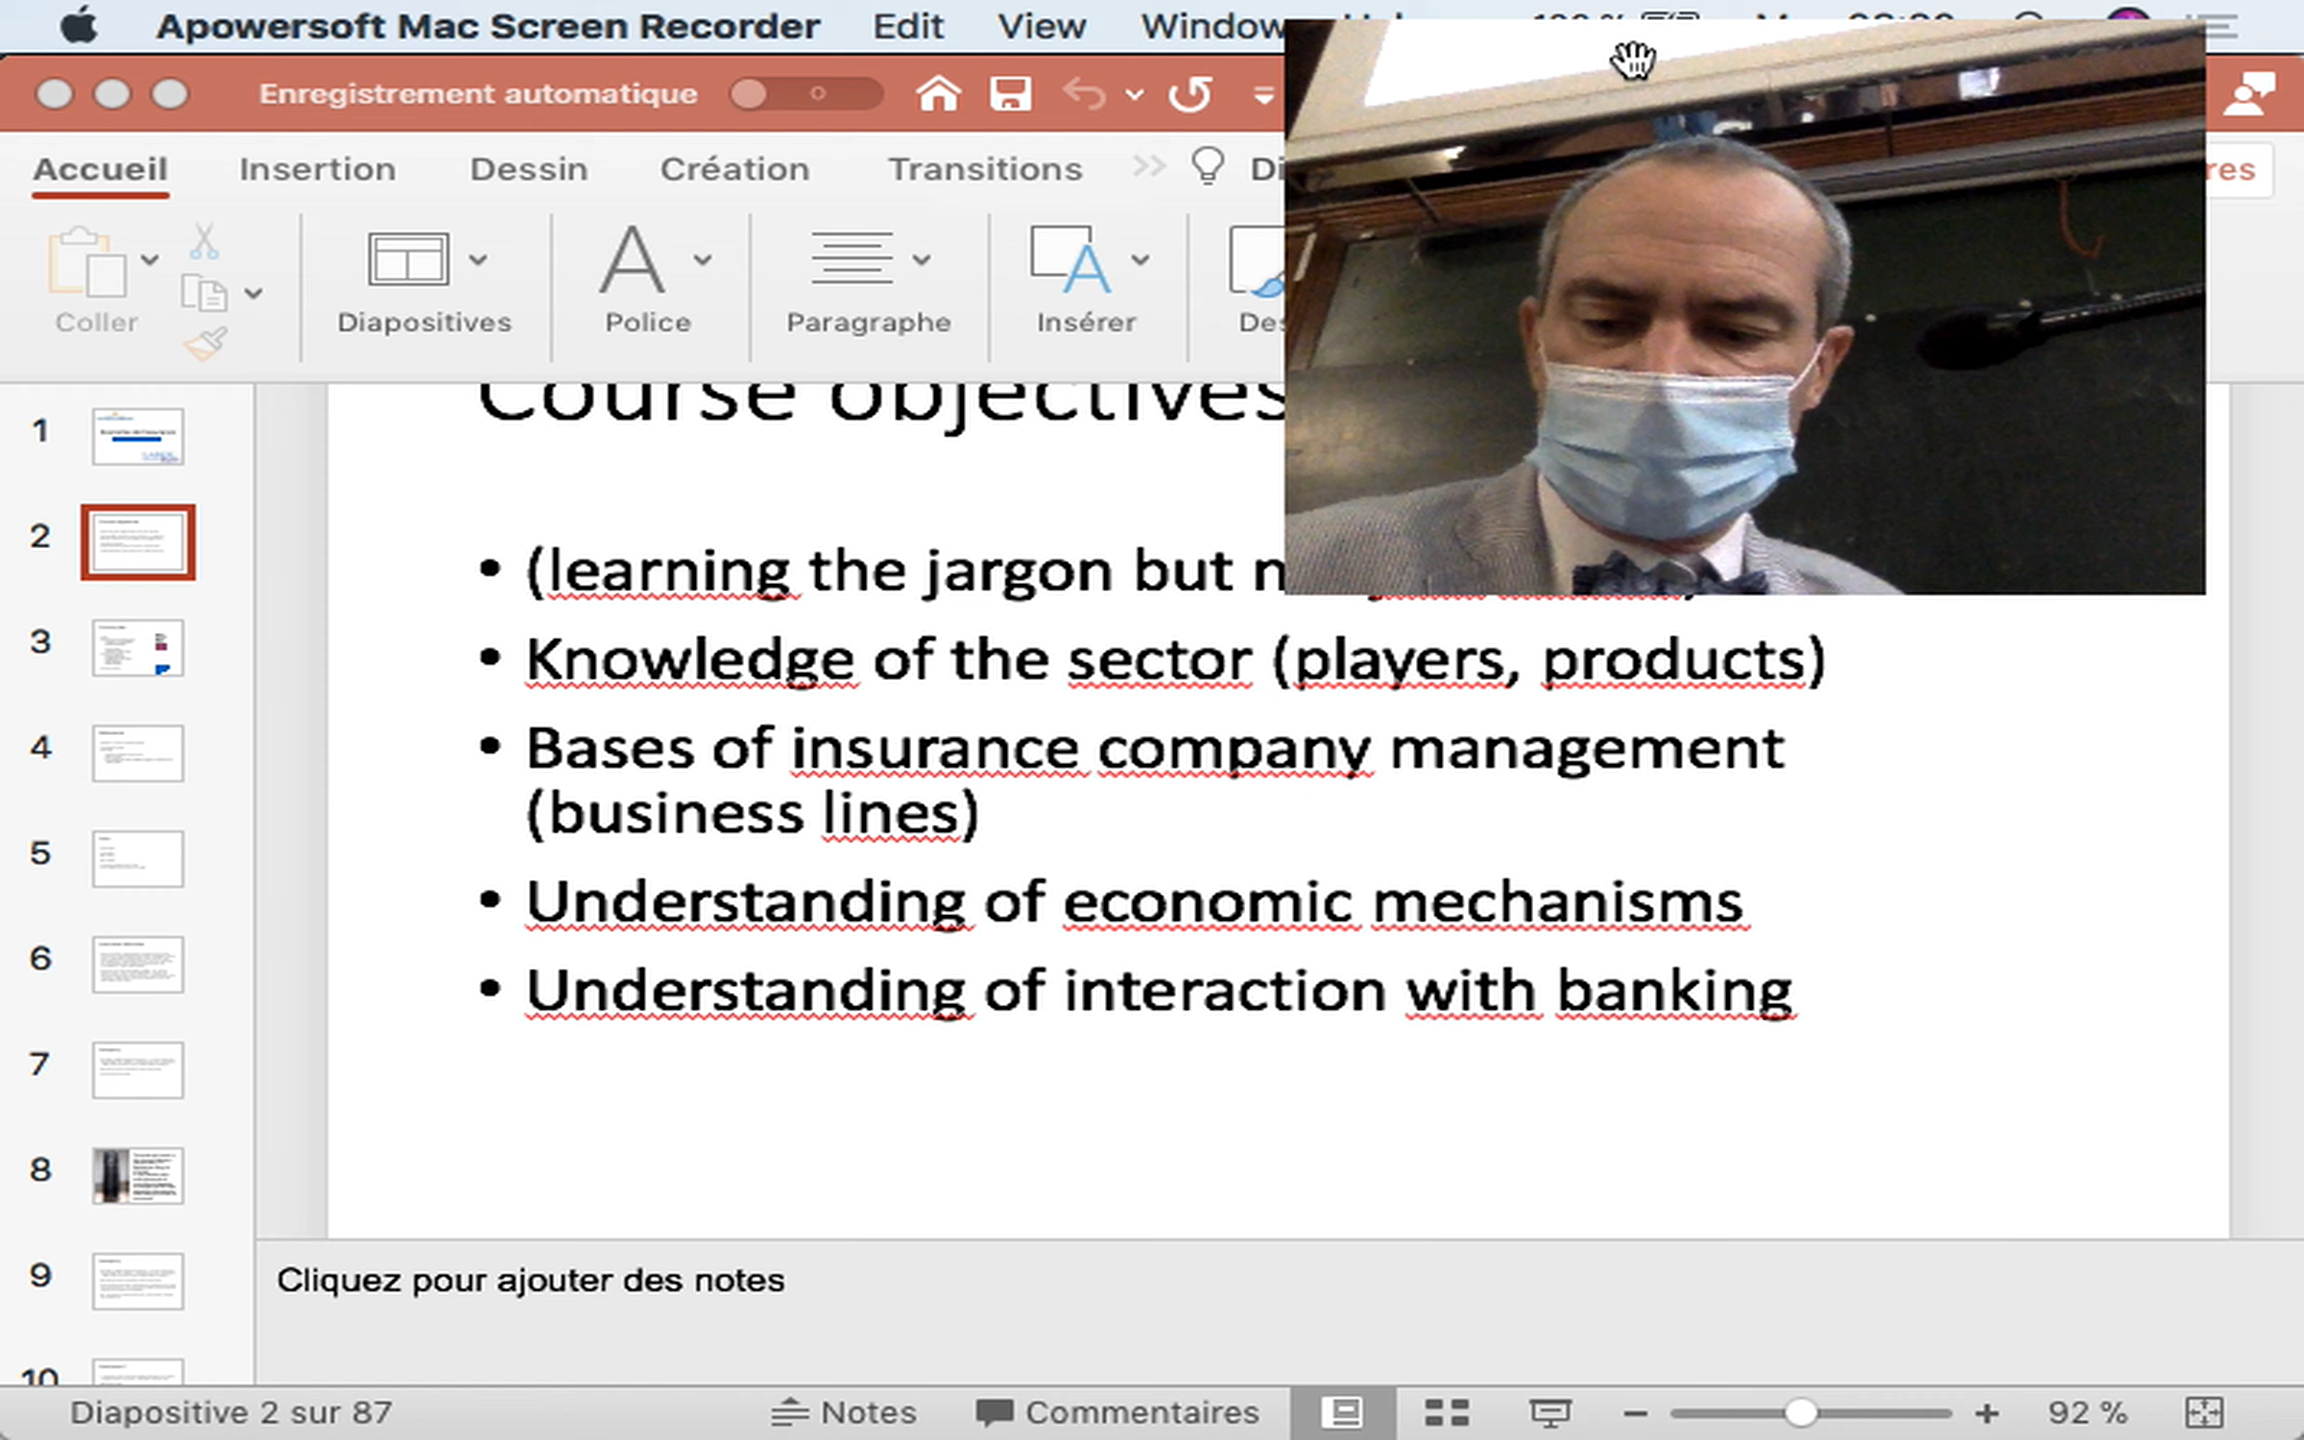 Apowersoft Mac Screen Recorder Edit View Window
Enregistrement automatique
Accueil Insertion Dessin Création Transitions
Coller Diapositives Police Paragraphe Insérer
Course objectives
• (learning the jargon but
• Knowledge of the sector (players, products)
• Bases of insurance company management
(business lines)
• Understanding of economic mechanisms
• Understanding of interaction with banking
1
2
3
4
5
6
7
8
9
10
Cliquez pour ajouter des notes
Diapositive 2 sur 87 Notes Commentaires 92 %